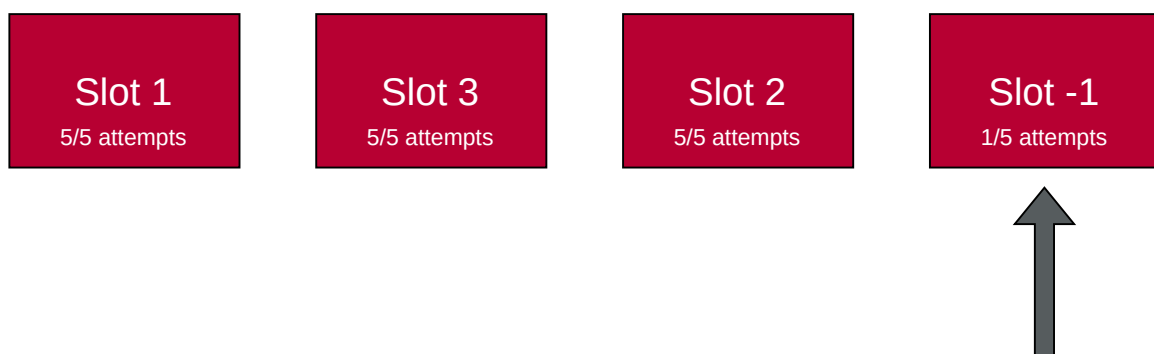 Slot 1
5/5 attempts
Slot 3
5/5 attempts
Slot 2
5/5 attempts
Slot -1
1/5 attempts